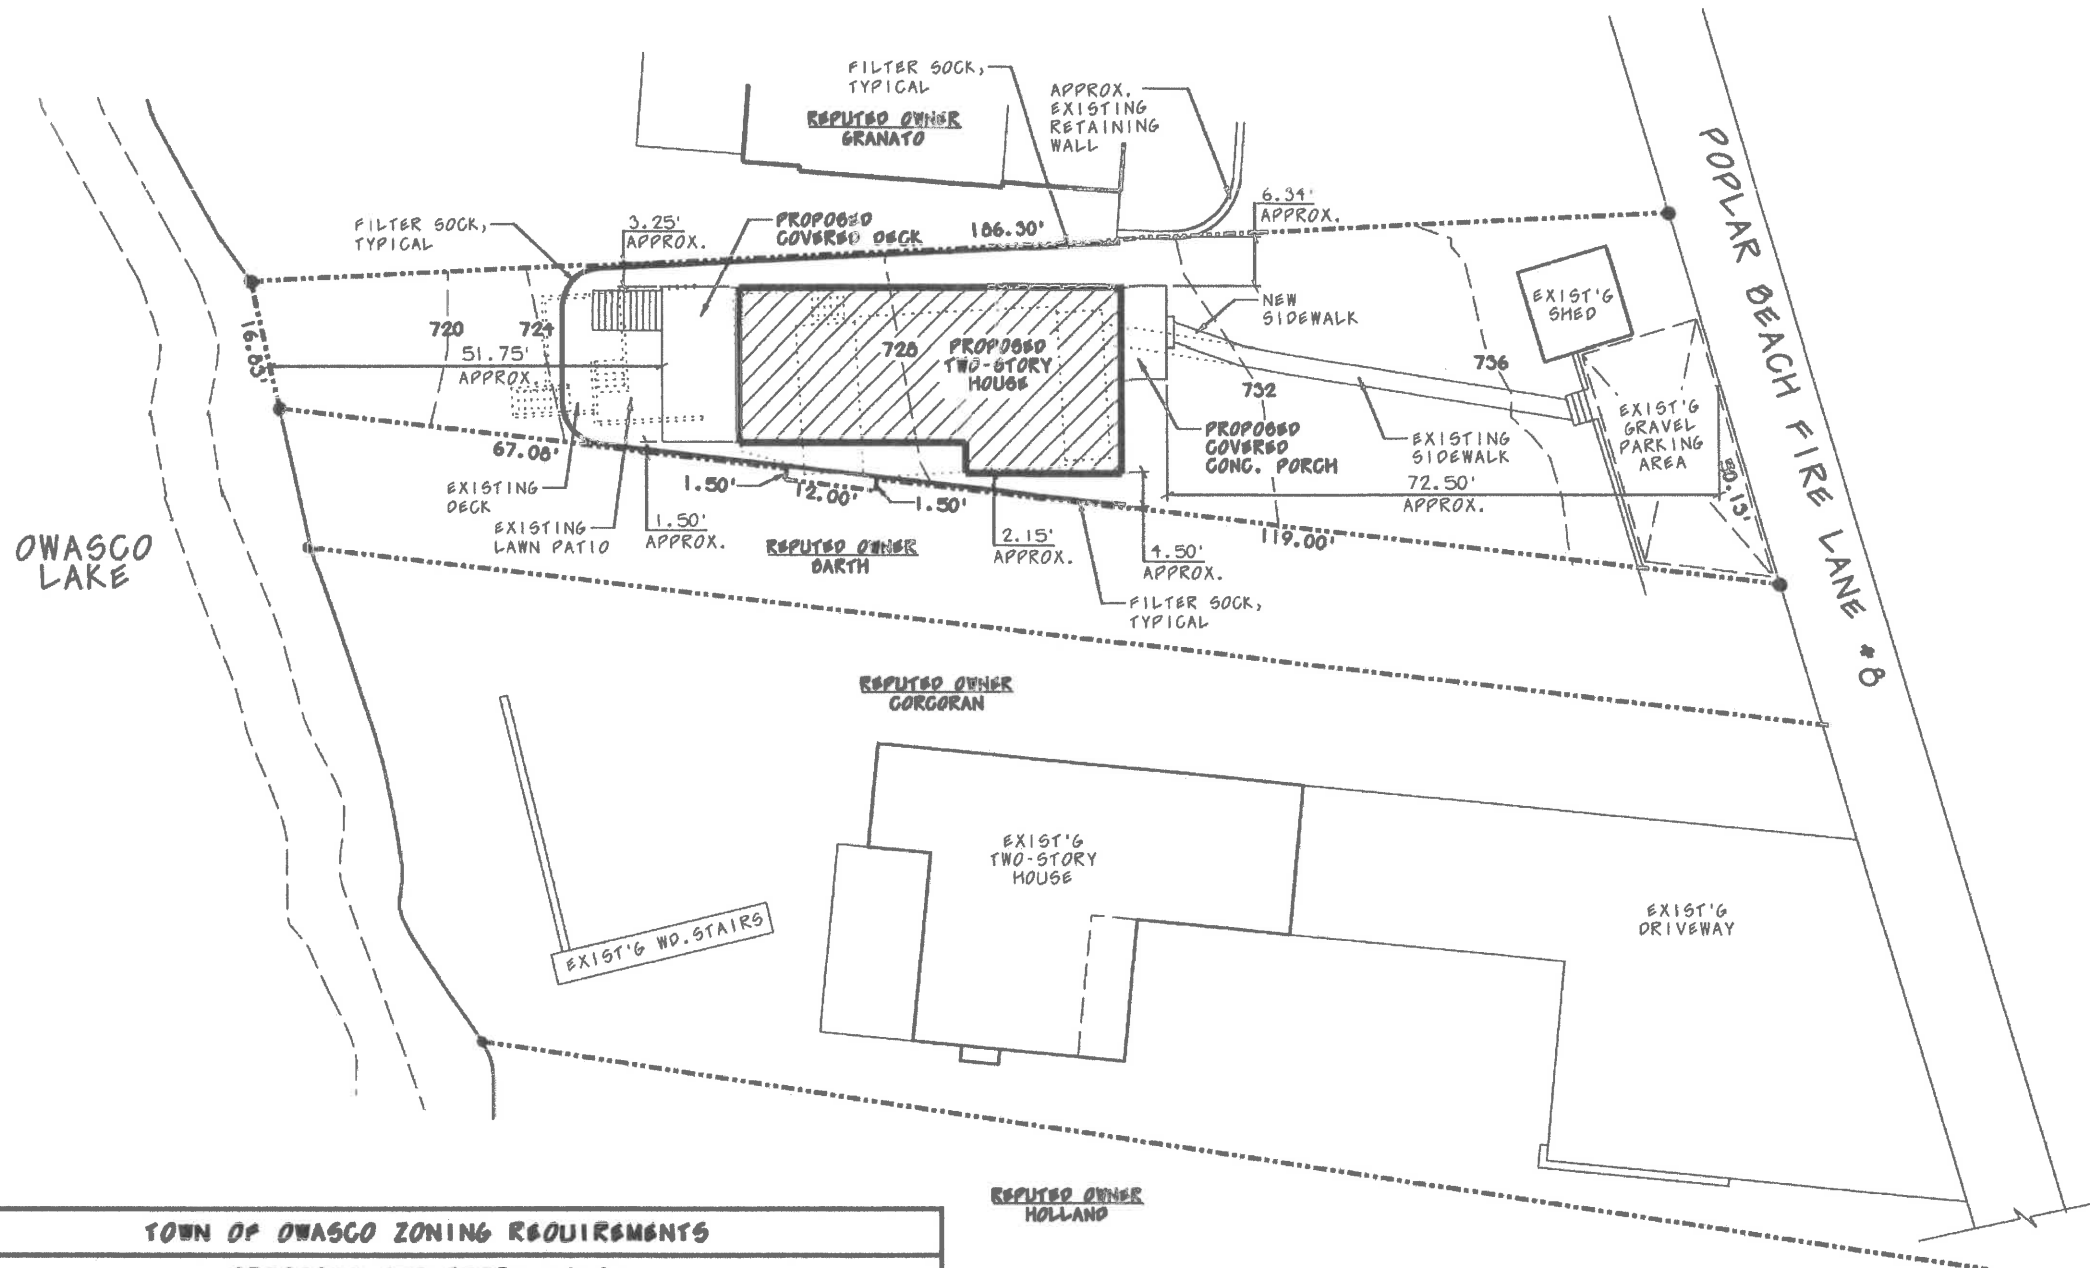 FILTER SOCK,
TYPICAL
REPUTED OWNER
GRANATO
APPROX.
EXISTING
RETAINING
WALL
POPLAR BEACH FIRE LANE #8
FILTER SOCK,
TYPICAL
3.25'
APPROX.
PROPOSED
COVERED DECK
186.30'
6.34'
APPROX.
EXIST'G
SHED
NEW
SIDEWALK
16.83'
720
724
728
732
736
51.75'
APPROX.
PROPOSED
TWO-STORY
HOUSE
EXIST'G
GRAVEL
PARKING
AREA
50.13'
PROPOSED
COVERED
CONC. PORCH
EXISTING
SIDEWALK
72.50'
APPROX.
67.08'
EXISTING
DECK
EXISTING
LAWN PATIO
1.50'
APPROX.
1.50'
12.00'
1.50'
REPUTED OWNER
BARTH
2.15'
APPROX.
4.50'
APPROX.
119.00'
FILTER SOCK,
TYPICAL
OWASCO
LAKE
REPUTED OWNER
CORCORAN
EXIST'G
TWO-STORY
HOUSE
EXIST'G
DRIVEWAY
EXIST'G WD. STAIRS
REPUTED OWNER
HOLLAND
TOWN OF OWASCO ZONING REQUIREMENTS